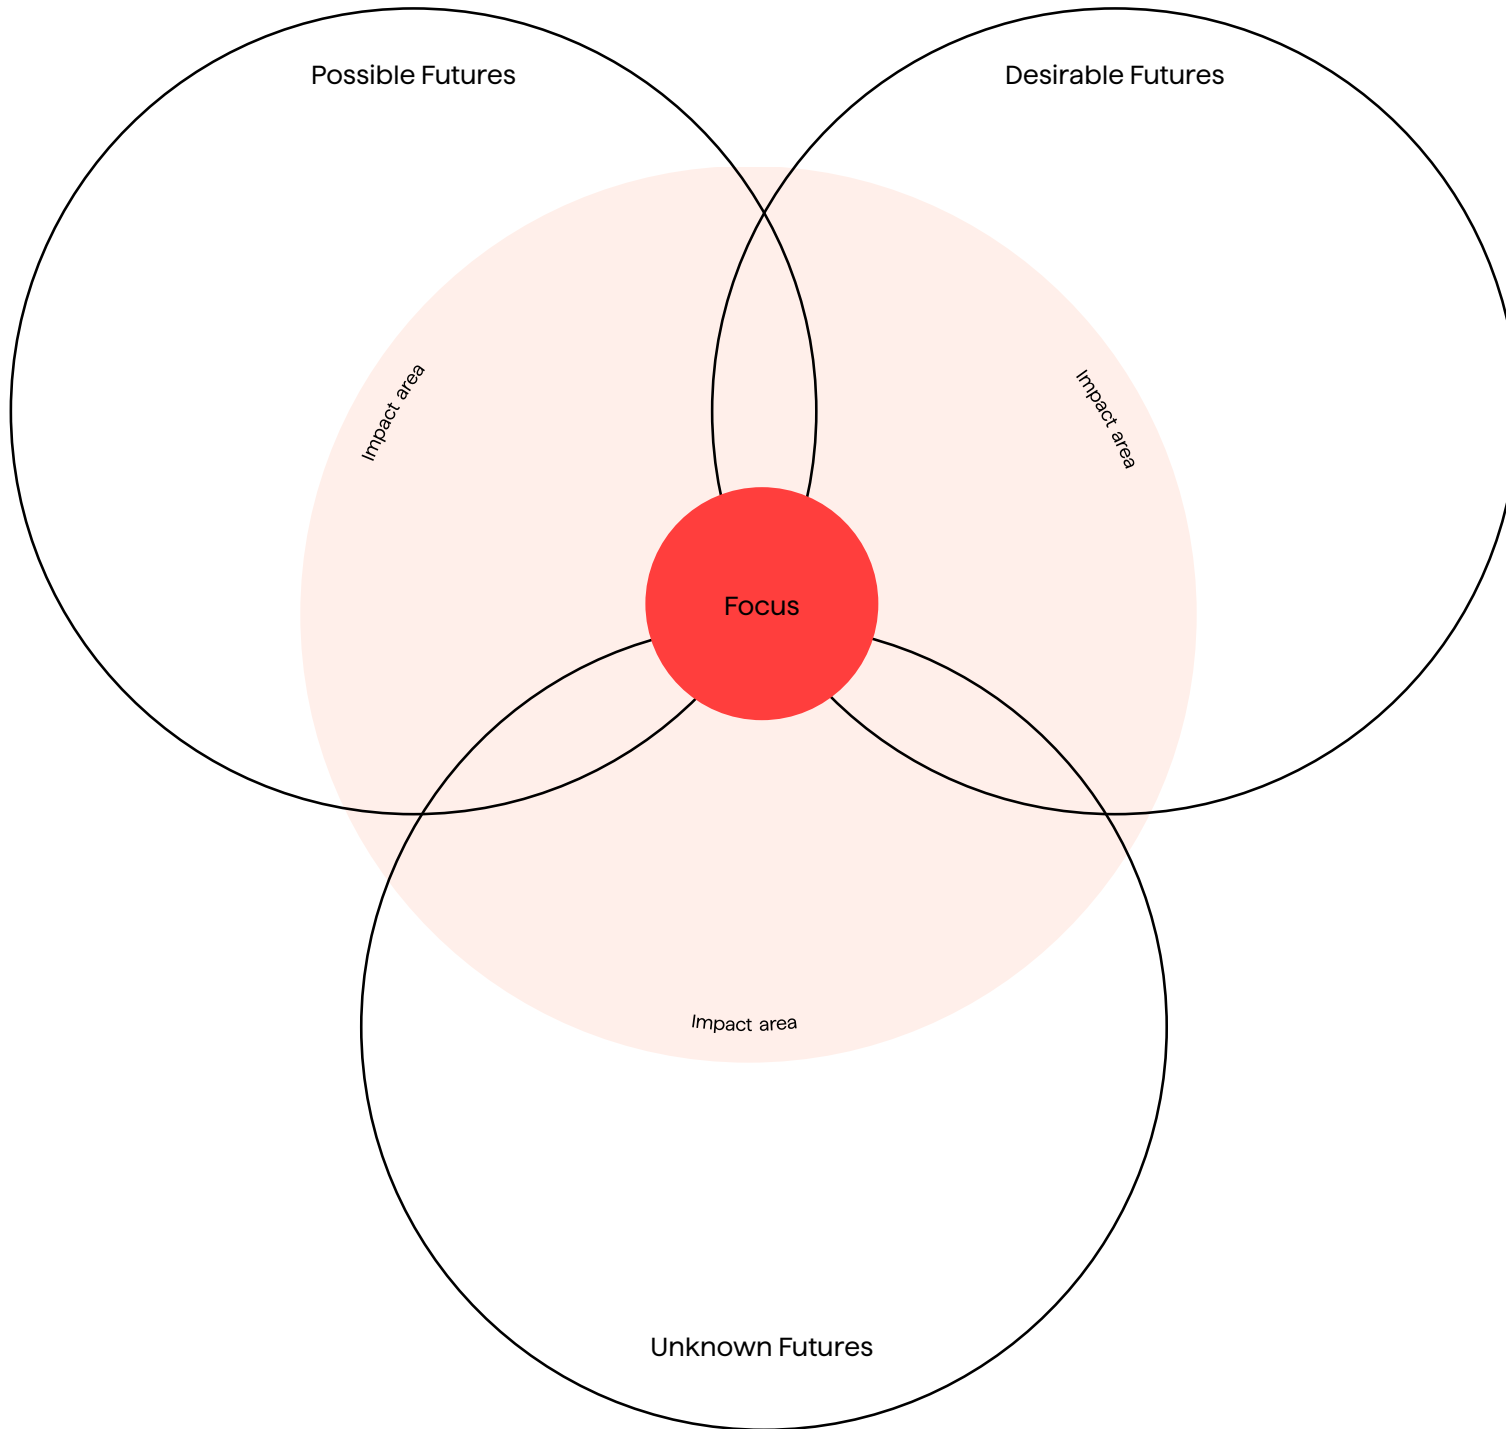 Possible Futures
Desirable Futures
Impact area
Impact area
Focus
Impact area
Unknown Futures